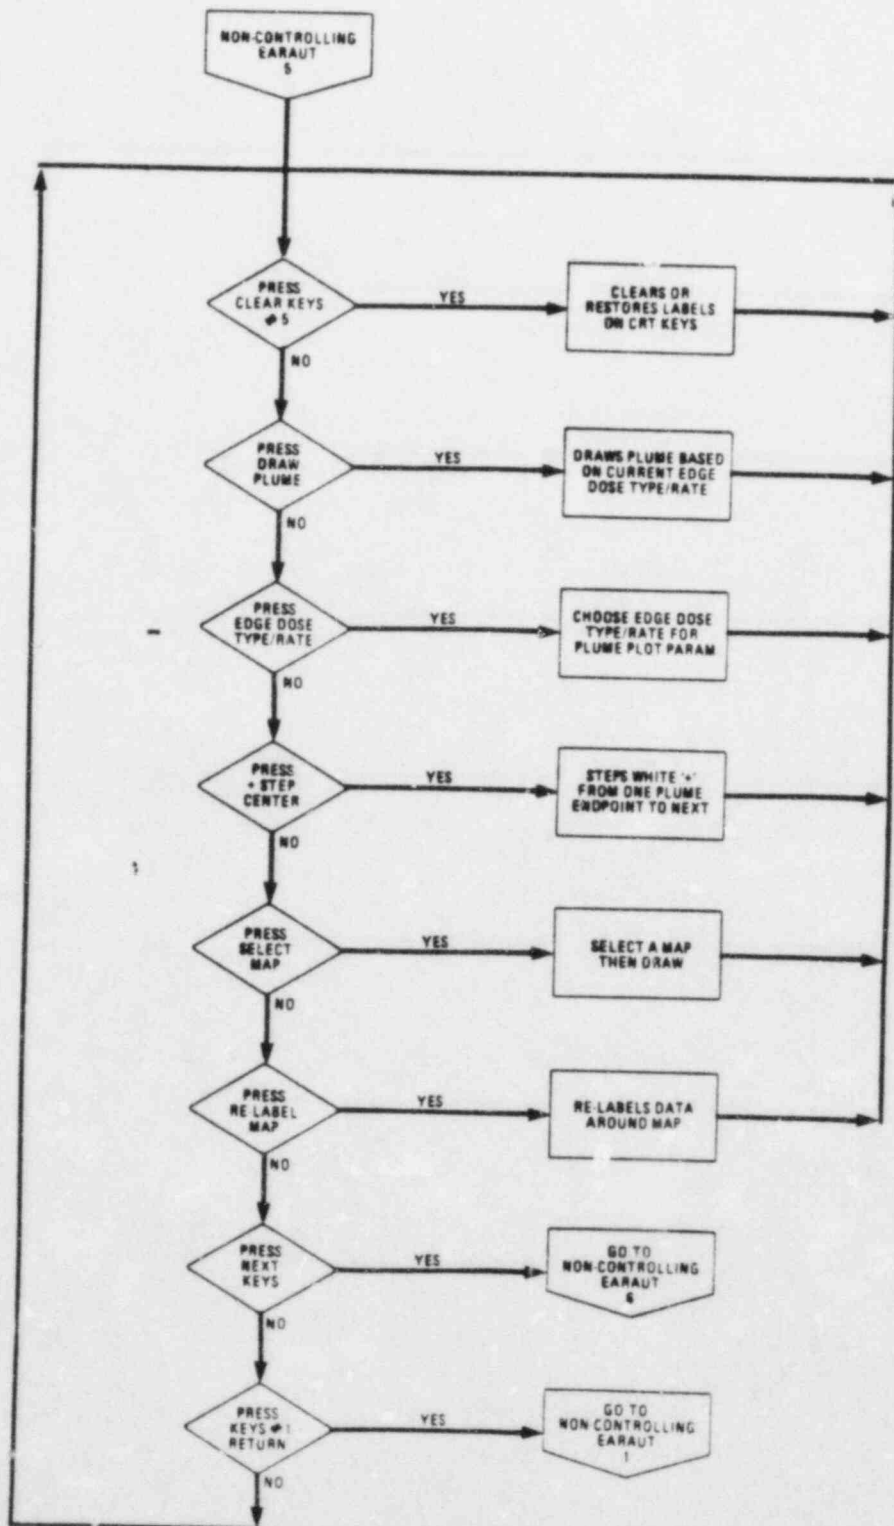 NON-CONTROLLING
EARAUT
5
PRESS
CLEAR KEYS
# 5
YES
CLEARS OR
RESTORES LABELS
ON CRT KEYS
NO
PRESS
DRAW
PLUME
YES
DRAWS PLUME BASED
ON CURRENT EDGE
DOSE TYPE/RATE
NO
PRESS
EDGE DOSE
TYPE/RATE
YES
CHOOSE EDGE DOSE
TYPE/RATE FOR
PLUME PLOT PARAM
NO
PRESS
+ STEP
CENTER
YES
STEPS WHITE '+'
FROM ONE PLUME
ENDPOINT TO NEXT
NO
PRESS
SELECT
MAP
YES
SELECT A MAP
THEN DRAW
NO
PRESS
RE-LABEL
MAP
YES
RE-LABELS DATA
AROUND MAP
NO
PRESS
NEXT
KEYS
YES
GO TO
NON-CONTROLLING
EARAUT
6
NO
PRESS
KEYS #1
RETURN
YES
GO TO
NON-CONTROLLING
EARAUT
1
NO